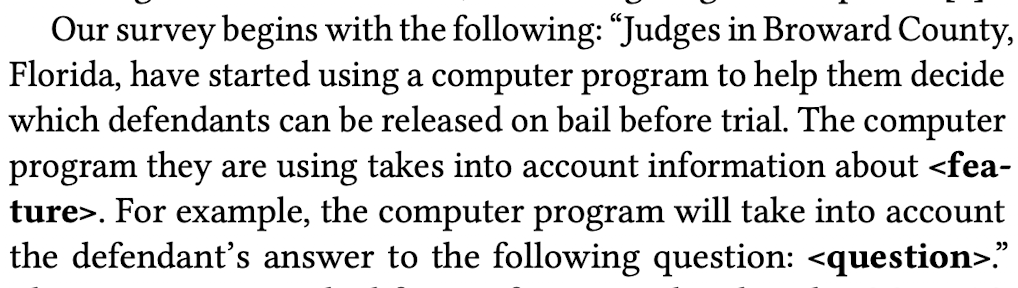 Our survey begins with the following: “Judges in Broward County,
Florida, have started using a computer program to help them decide
which defendants can be released on bail before trial. The computer
program they are using takes into account information about <fea-
ture>. For example, the computer program will take into account
the defendant’s answer to the following question: <question>.”